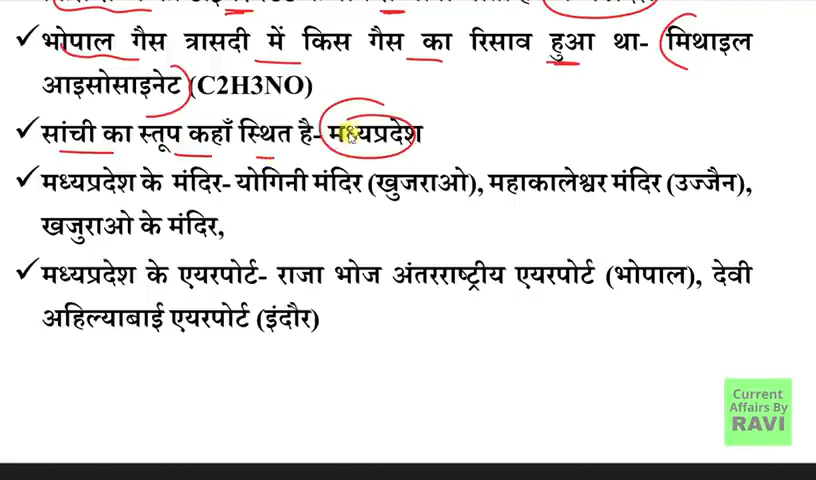 ✓ भोपाल गैस त्रासदी में किस गैस का रिसाव हुआ था- मिथाइल
आइसोसाइनेट (C2H3NO)
✓ सांची का स्तूप कहाँ स्थित है- मध्यप्रदेश
✓ मध्यप्रदेश के मंदिर- योगिनी मंदिर (खुजराओ), महाकालेश्वर मंदिर (उज्जैन),
खजुराओ के मंदिर,
✓ मध्यप्रदेश के एयरपोर्ट- राजा भोज अंतरराष्ट्रीय एयरपोर्ट (भोपाल), देवी
अहिल्याबाई एयरपोर्ट (इंदौर)
Current
Affairs By
RAVI